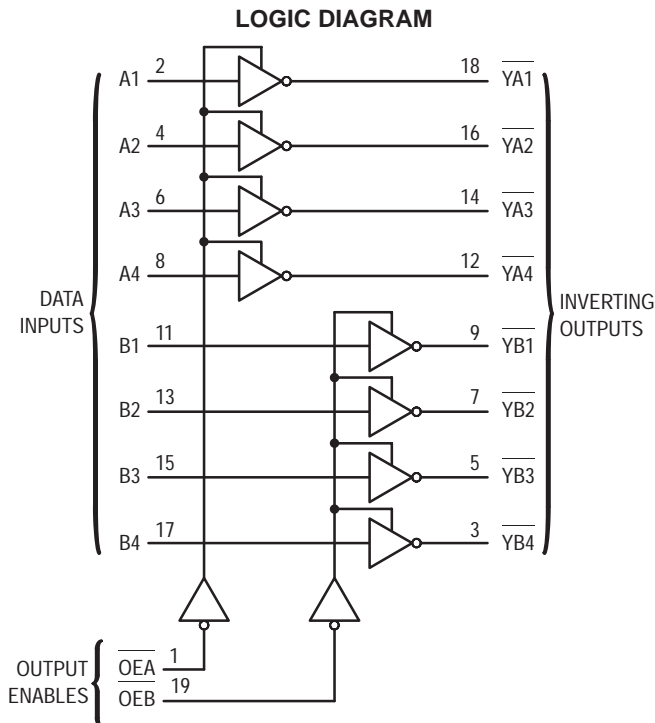 LOGIC DIAGRAM
A1 2 18 YA1
A2 4 16 YA2
A3 6 14 YA3
A4 8 12 YA4
DATA
INPUTS
INVERTING
OUTPUTS
B1 11 9 YB1
B2 13 7 YB2
B3 15 5 YB3
B4 17 3 YB4
OUTPUT
ENABLES
OEA 1
OEB 19